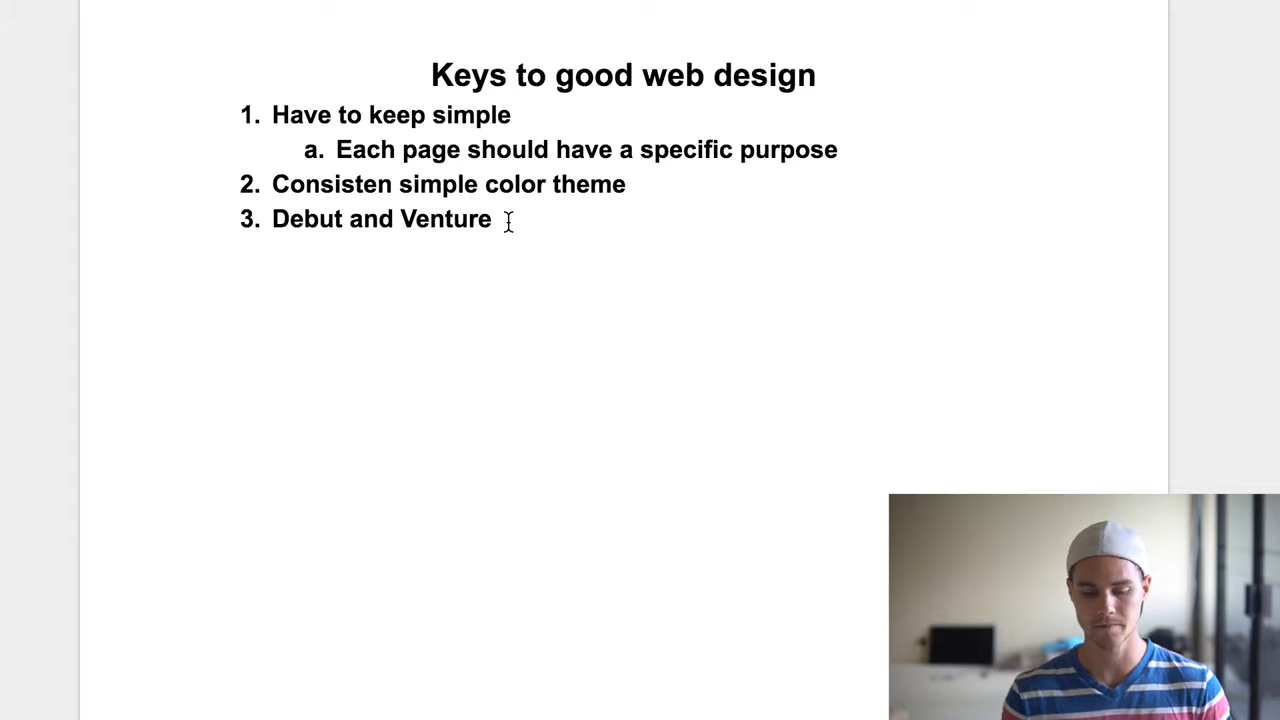 Keys to good web design
1. Have to keep simple
a. Each page should have a specific purpose
2. Consisten simple color theme
3. Debut and Venture